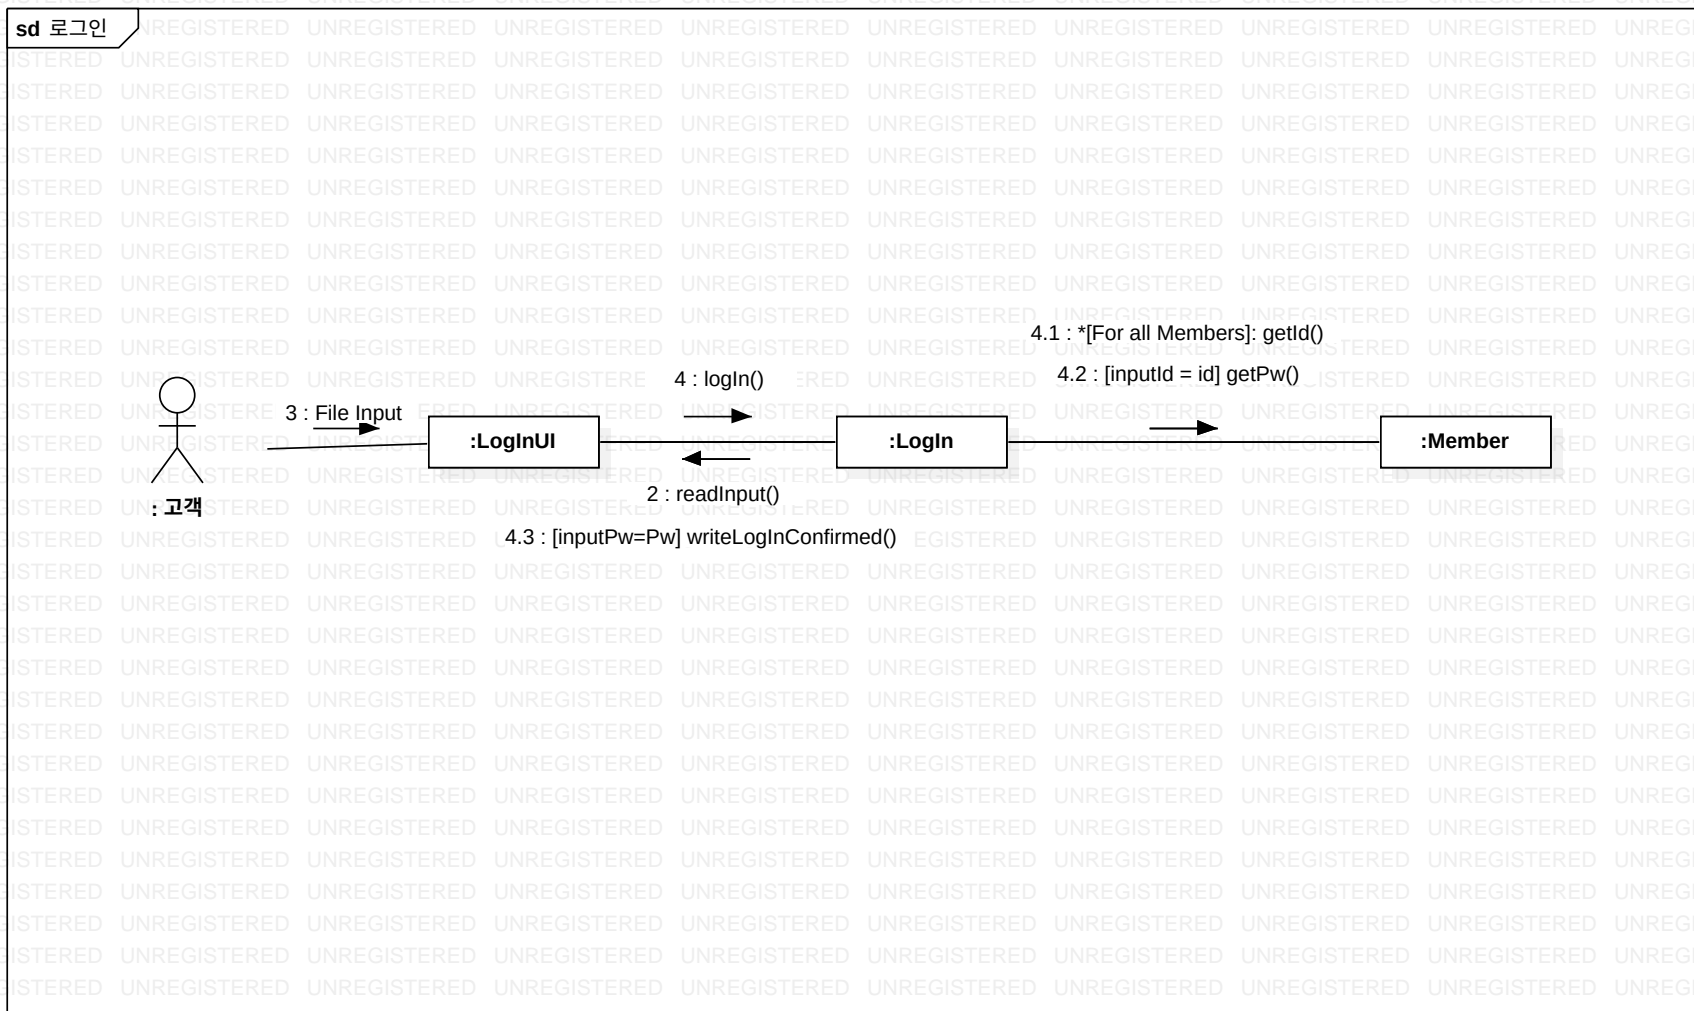 sd 로그인
4.1 : *[For all Members]: getId()
4.2 : [inputId = id] getPw()
4 : logIn()
3 : File Input
:LogInUI
:LogIn
:Member
2 : readInput()
: 고객
4.3 : [inputPw=Pw] writeLogInConfirmed()
UNREGISTERED